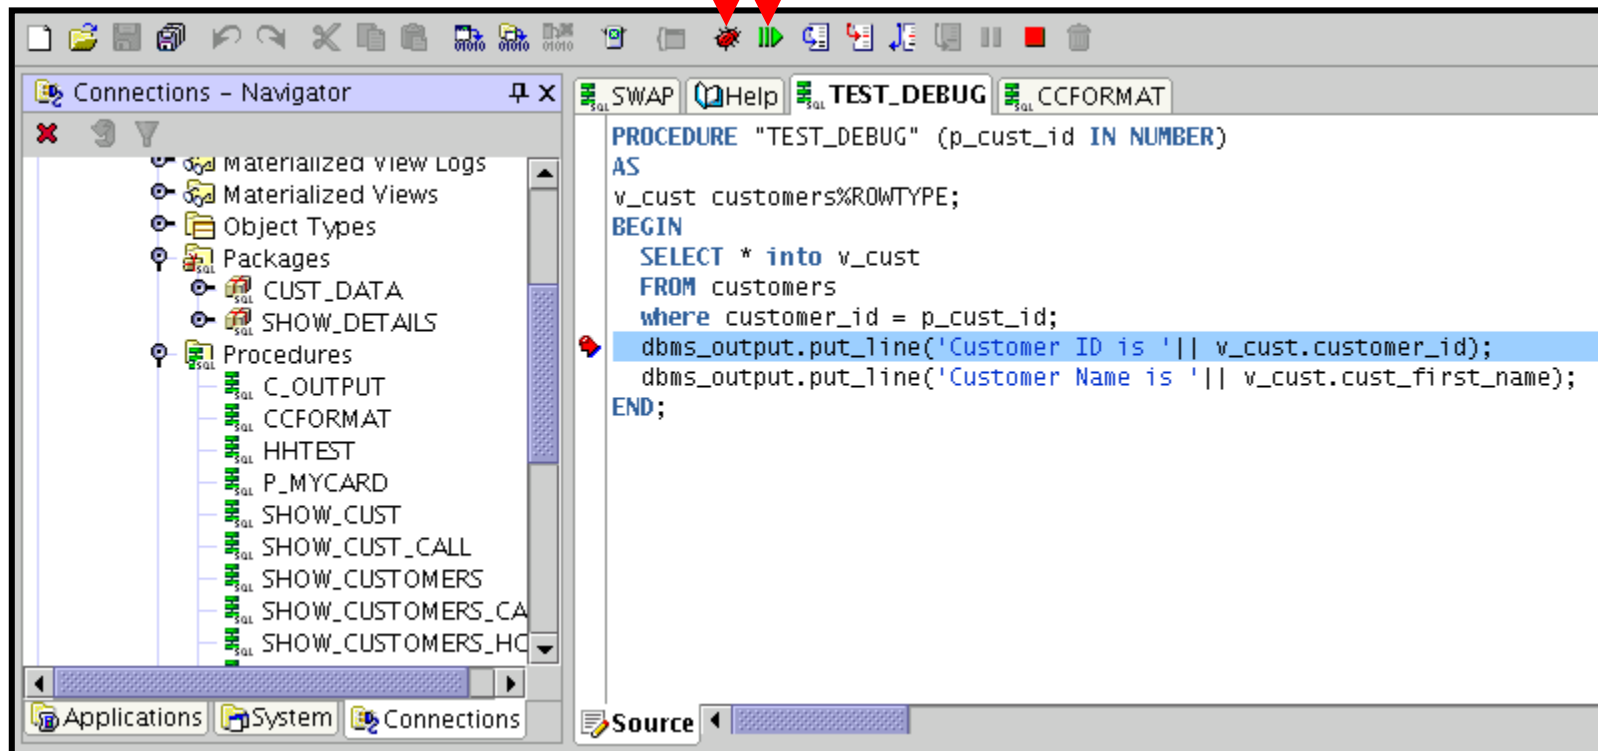 Connections - Navigator
Materialized View Logs
Materialized Views
Object Types
Packages
CUST_DATA
SHOW_DETAILS
Procedures
C_OUTPUT
CCFORMAT
HHTEST
P_MYCARD
SHOW_CUST
SHOW_CUST_CALL
SHOW_CUSTOMERS
SHOW_CUSTOMERS_CA
SHOW_CUSTOMERS_HC
Applications System Connections
SWAP Help TEST_DEBUG CCFORMAT
PROCEDURE "TEST_DEBUG" (p_cust_id IN NUMBER)
AS
v_cust customers%ROWTYPE;
BEGIN
SELECT * into v_cust
FROM customers
where customer_id = p_cust_id;
dbms_output.put_line('Customer ID is '|| v_cust.customer_id);
dbms_output.put_line('Customer Name is '|| v_cust.cust_first_name);
END;
Source